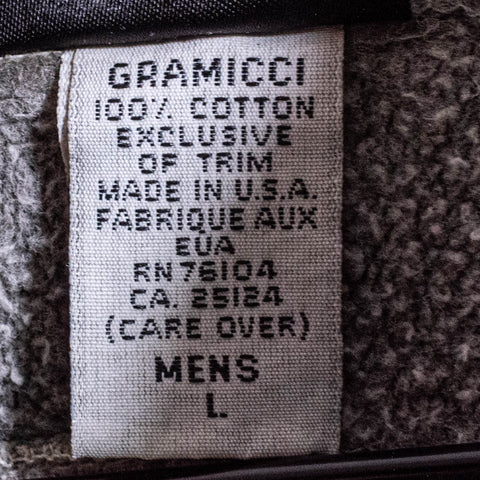 GRAMICCI
100% COTTON
EXCLUSIVE
OF TRIM
MADE IN U.S.A.
FABRIQUE AUX
EUA
RN 76104
CA. 25124
(CARE OVER)
MENS
L